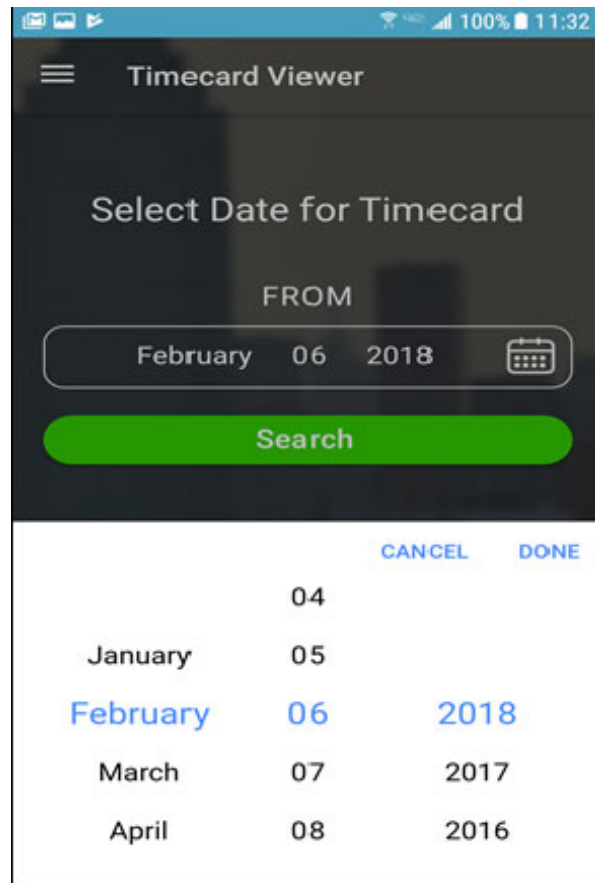 100% 11:32
Timecard Viewer
Select Date for Timecard
FROM
February 06 2018
Search
CANCEL DONE
04
January 05
February 06 2018
March 07 2017
April 08 2016